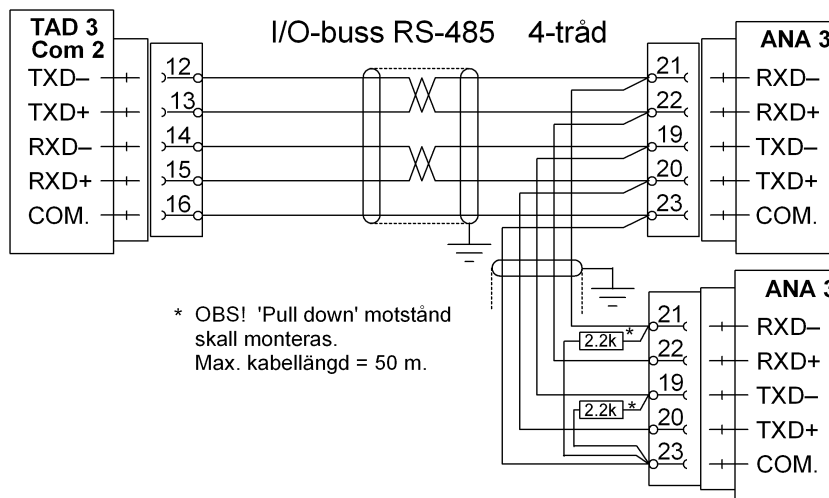 I/O-buss RS-485 4-tråd
TAD 3
Com 2
TXD–
TXD+
RXD–
RXD+
COM.
12
13
14
15
16
21
22
19
20
23
ANA 3
RXD–
RXD+
TXD–
TXD+
COM.
* OBS! 'Pull down' motstånd
skall monteras.
Max. kabellängd = 50 m.
2.2k *
2.2k *
21
22
19
20
23
ANA 3
RXD–
RXD+
TXD–
TXD+
COM.